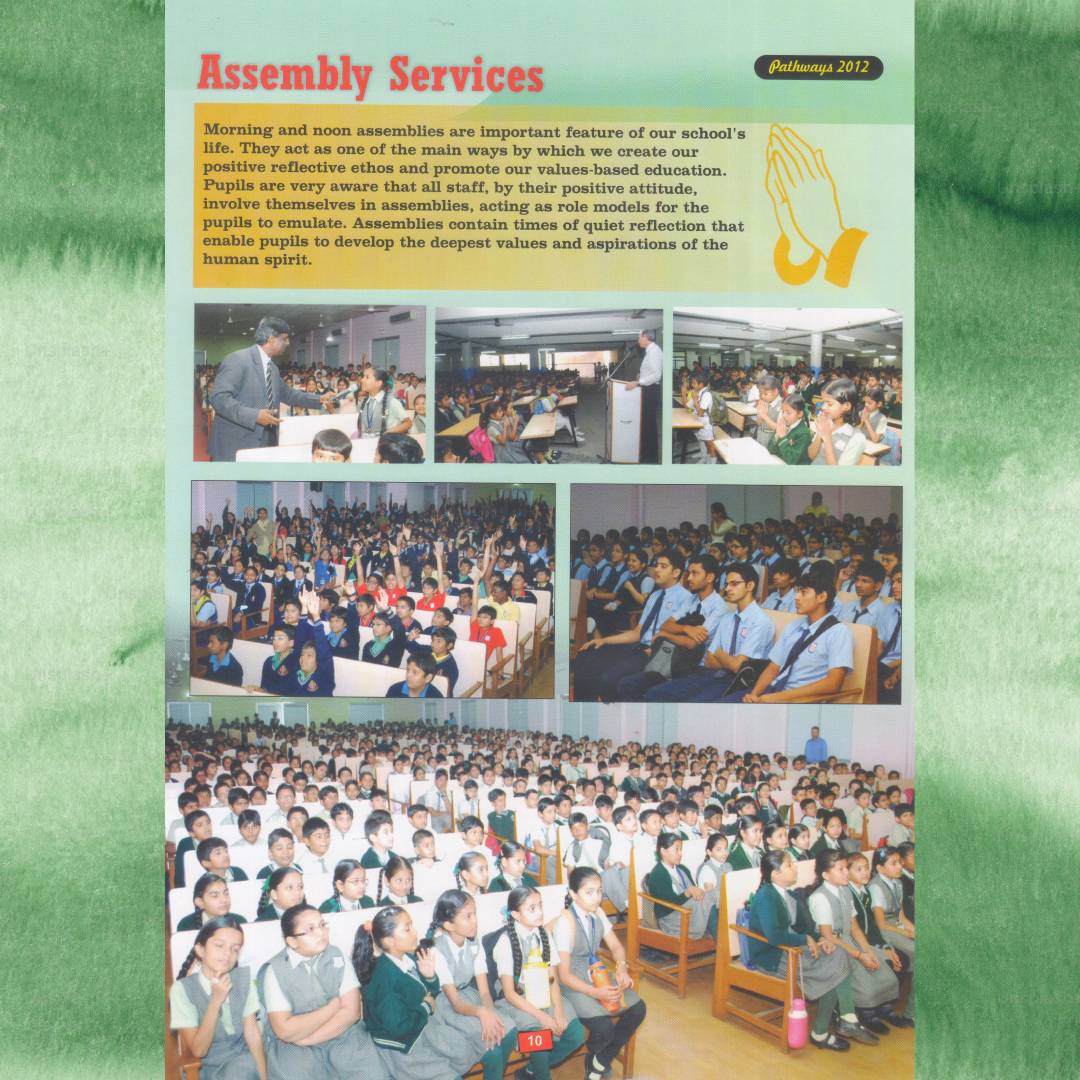 Assembly Services
Pathways 2012
Morning and noon assemblies are important feature of our school's
life. They act as one of the main ways by which we create our
positive reflective ethos and promote our values-based education.
Pupils are very aware that all staff, by their positive attitude,
involve themselves in assemblies, acting as role models for the
pupils to emulate. Assemblies contain times of quiet reflection that
enable pupils to develop the deepest values and aspirations of the
human spirit.
10